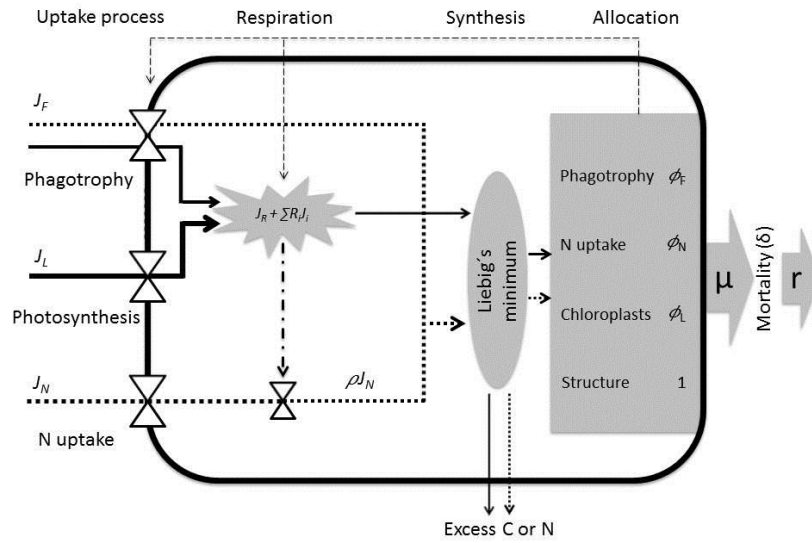 Uptake process Respiration Synthesis Allocation
J_F
Phagotrophy
J_L
Photosynthesis
J_N
N uptake
J_R + ∑R_iJ_i
ρJ_N
Liebig´s
minimum
Phagotrophy ϕ_F
N uptake ϕ_N
Chloroplasts ϕ_L
Structure 1
μ
Mortality (δ)
r
Excess C or N